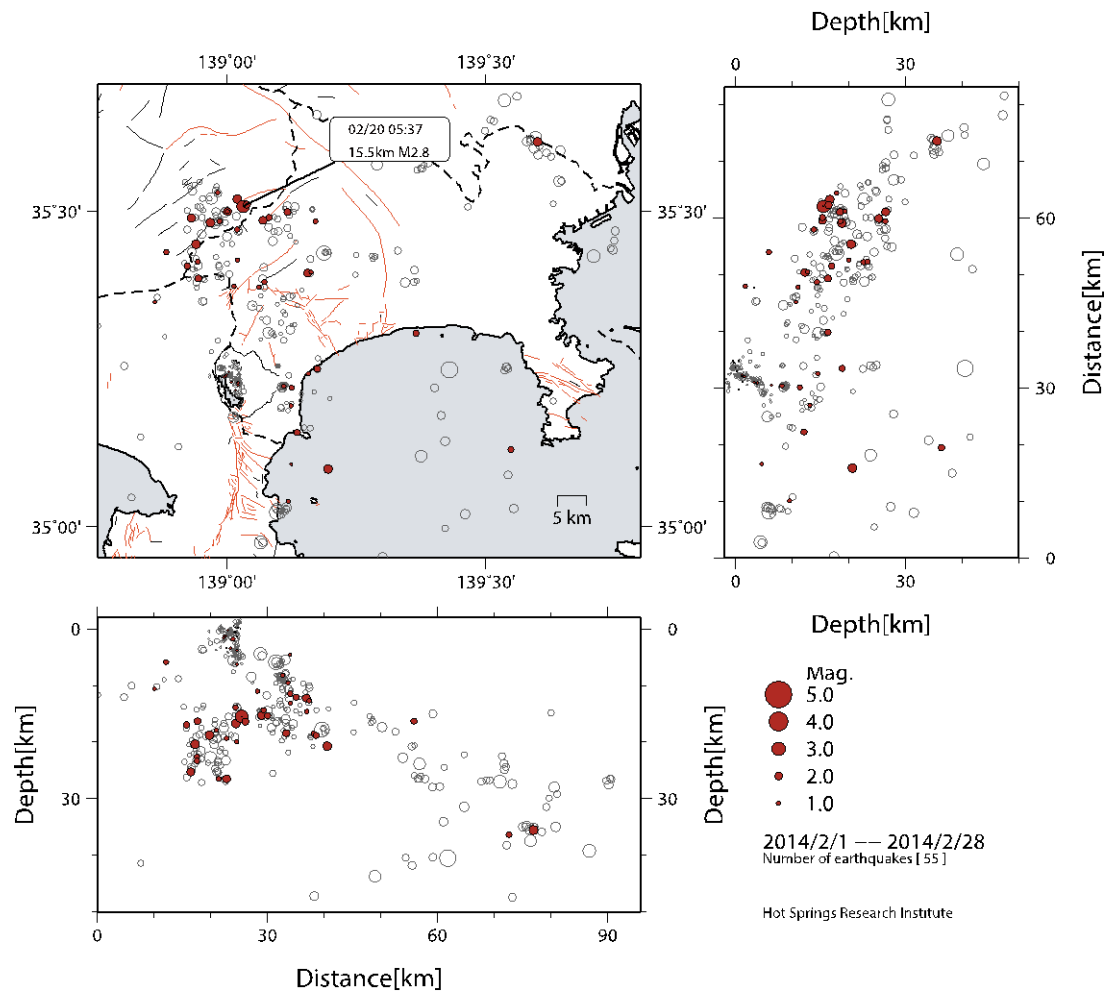 Depth[km]
139°00'
139°30'
0
30
02/20 05:37
15.5km M2.8
35°30'
35°30'
60
Distance[km]
30
5 km
35°00'
35°00'
0
139°00'
139°30'
0
30
Depth[km]
0
0
Mag.
5.0
4.0
3.0
2.0
1.0
Depth[km]
30
30
Depth[km]
2014/2/1 −− 2014/2/28
Number of earthquakes [ 55 ]
Hot Springs Research Institute
0
30
60
90
Distance[km]